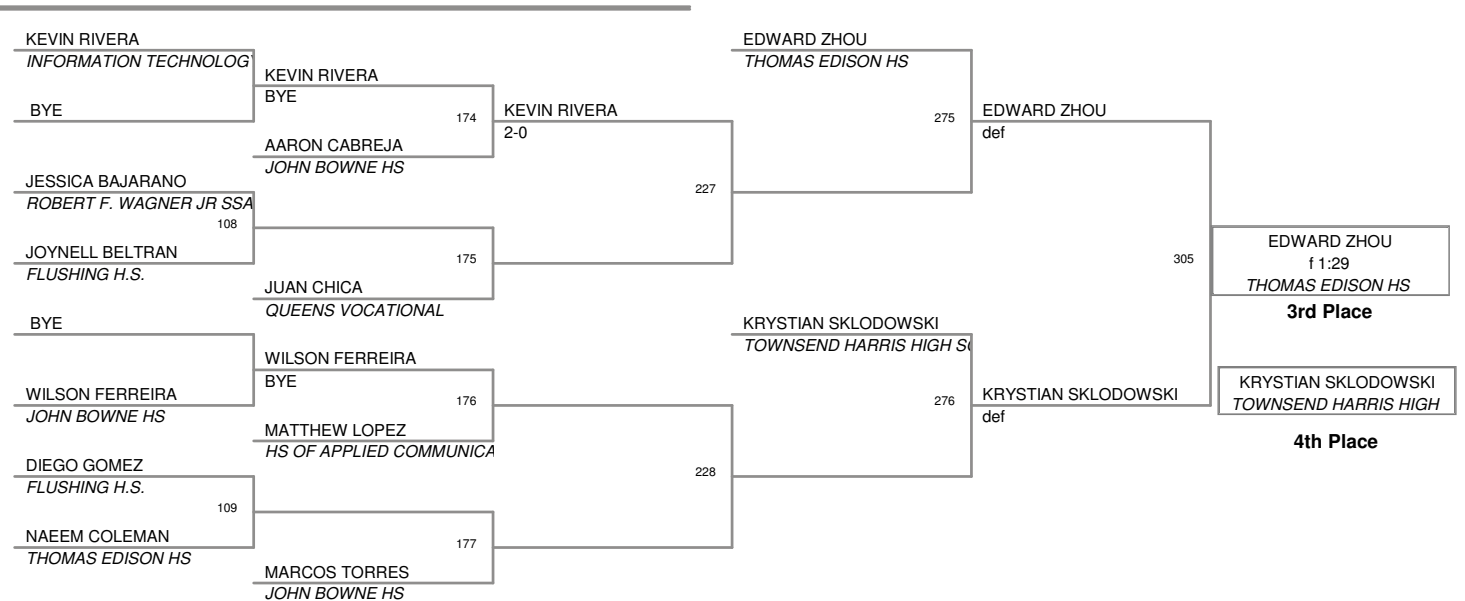 KEVIN RIVERA
INFORMATION TECHNOLOGY
BYE
JESSICA BAJARANO
ROBERT F. WAGNER JR SSA
108
JOYNELL BELTRAN
FLUSHING H.S.
BYE
WILSON FERREIRA
JOHN BOWNE HS
DIEGO GOMEZ
FLUSHING H.S.
109
NAEEM COLEMAN
THOMAS EDISON HS
KEVIN RIVERA
BYE
174
AARON CABREJA
JOHN BOWNE HS
175
JUAN CHICA
QUEENS VOCATIONAL
WILSON FERREIRA
BYE
176
MATTHEW LOPEZ
HS OF APPLIED COMMUNICA
177
MARCOS TORRES
JOHN BOWNE HS
KEVIN RIVERA
2-0
227
228
EDWARD ZHOU
THOMAS EDISON HS
275
KRYSTIAN SKLODOWSKI
TOWNSEND HARRIS HIGH SC
276
EDWARD ZHOU
def
305
KRYSTIAN SKLODOWSKI
def
EDWARD ZHOU
f 1:29
THOMAS EDISON HS
3rd Place
KRYSTIAN SKLODOWSKI
TOWNSEND HARRIS HIGH
4th Place